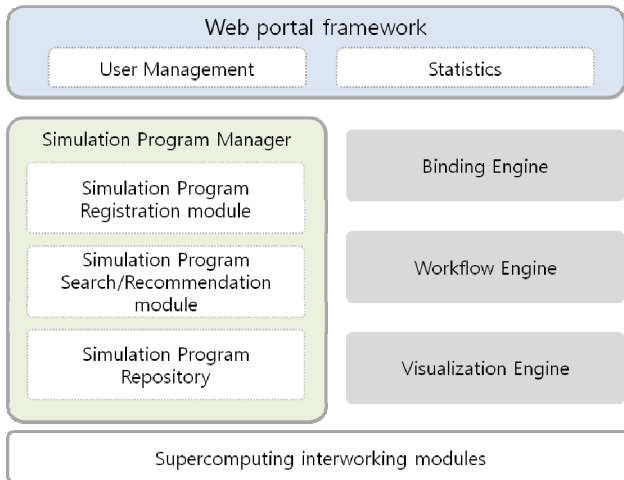 Web portal framework
User Management
Statistics
Simulation Program Manager
Simulation Program
Registration module
Simulation Program
Search/Recommendation
module
Simulation Program
Repository
Binding Engine
Workflow Engine
Visualization Engine
Supercomputing interworking modules